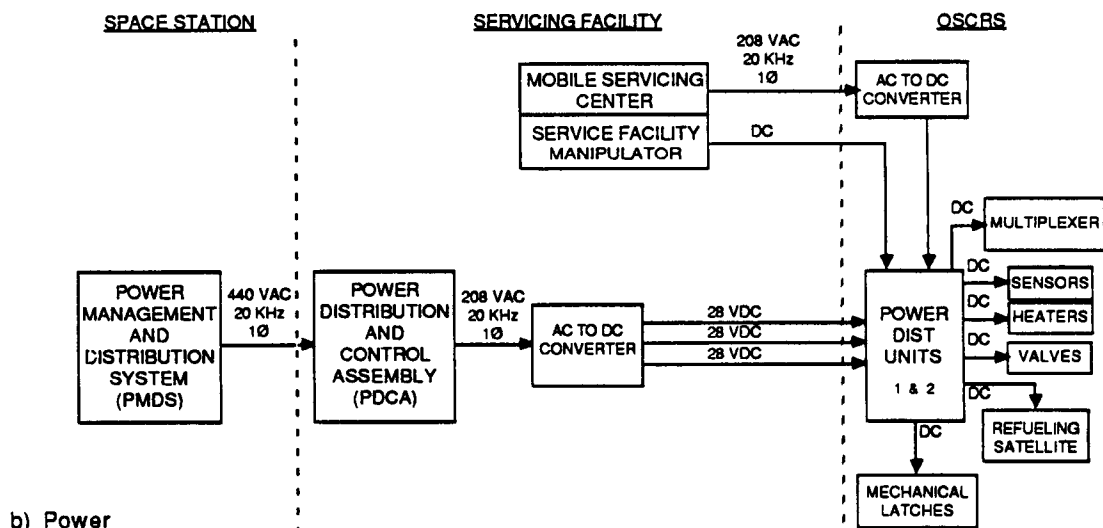 SPACE STATION
SERVICING FACILITY
OSCRS
208 VAC
20 KHz
1Ø
MOBILE SERVICING
CENTER
AC TO DC
CONVERTER
SERVICE FACILITY
MANIPULATOR
DC
DC
MULTIPLEXER
POWER
MANAGEMENT
AND
DISTRIBUTION
SYSTEM
(PMDS)
440 VAC
20 KHz
1Ø
POWER
DISTRIBUTION
AND
CONTROL
ASSEMBLY
(PDCA)
208 VAC
20 KHz
1Ø
AC TO DC
CONVERTER
28 VDC
28 VDC
28 VDC
POWER
DIST
UNITS
1 & 2
DC
SENSORS
DC
HEATERS
DC
VALVES
DC
REFUELING
SATELLITE
DC
MECHANICAL
LATCHES
b) Power